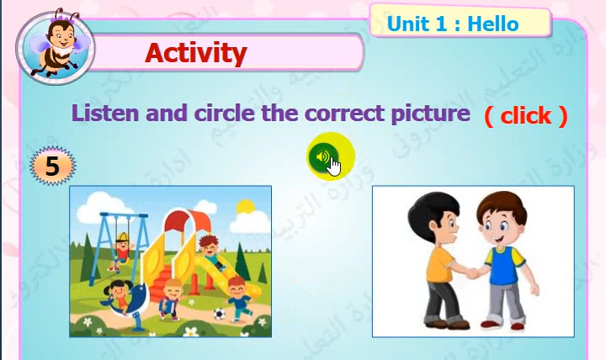 Unit 1 : Hello
Activity
Listen and circle the correct picture ( click )
5